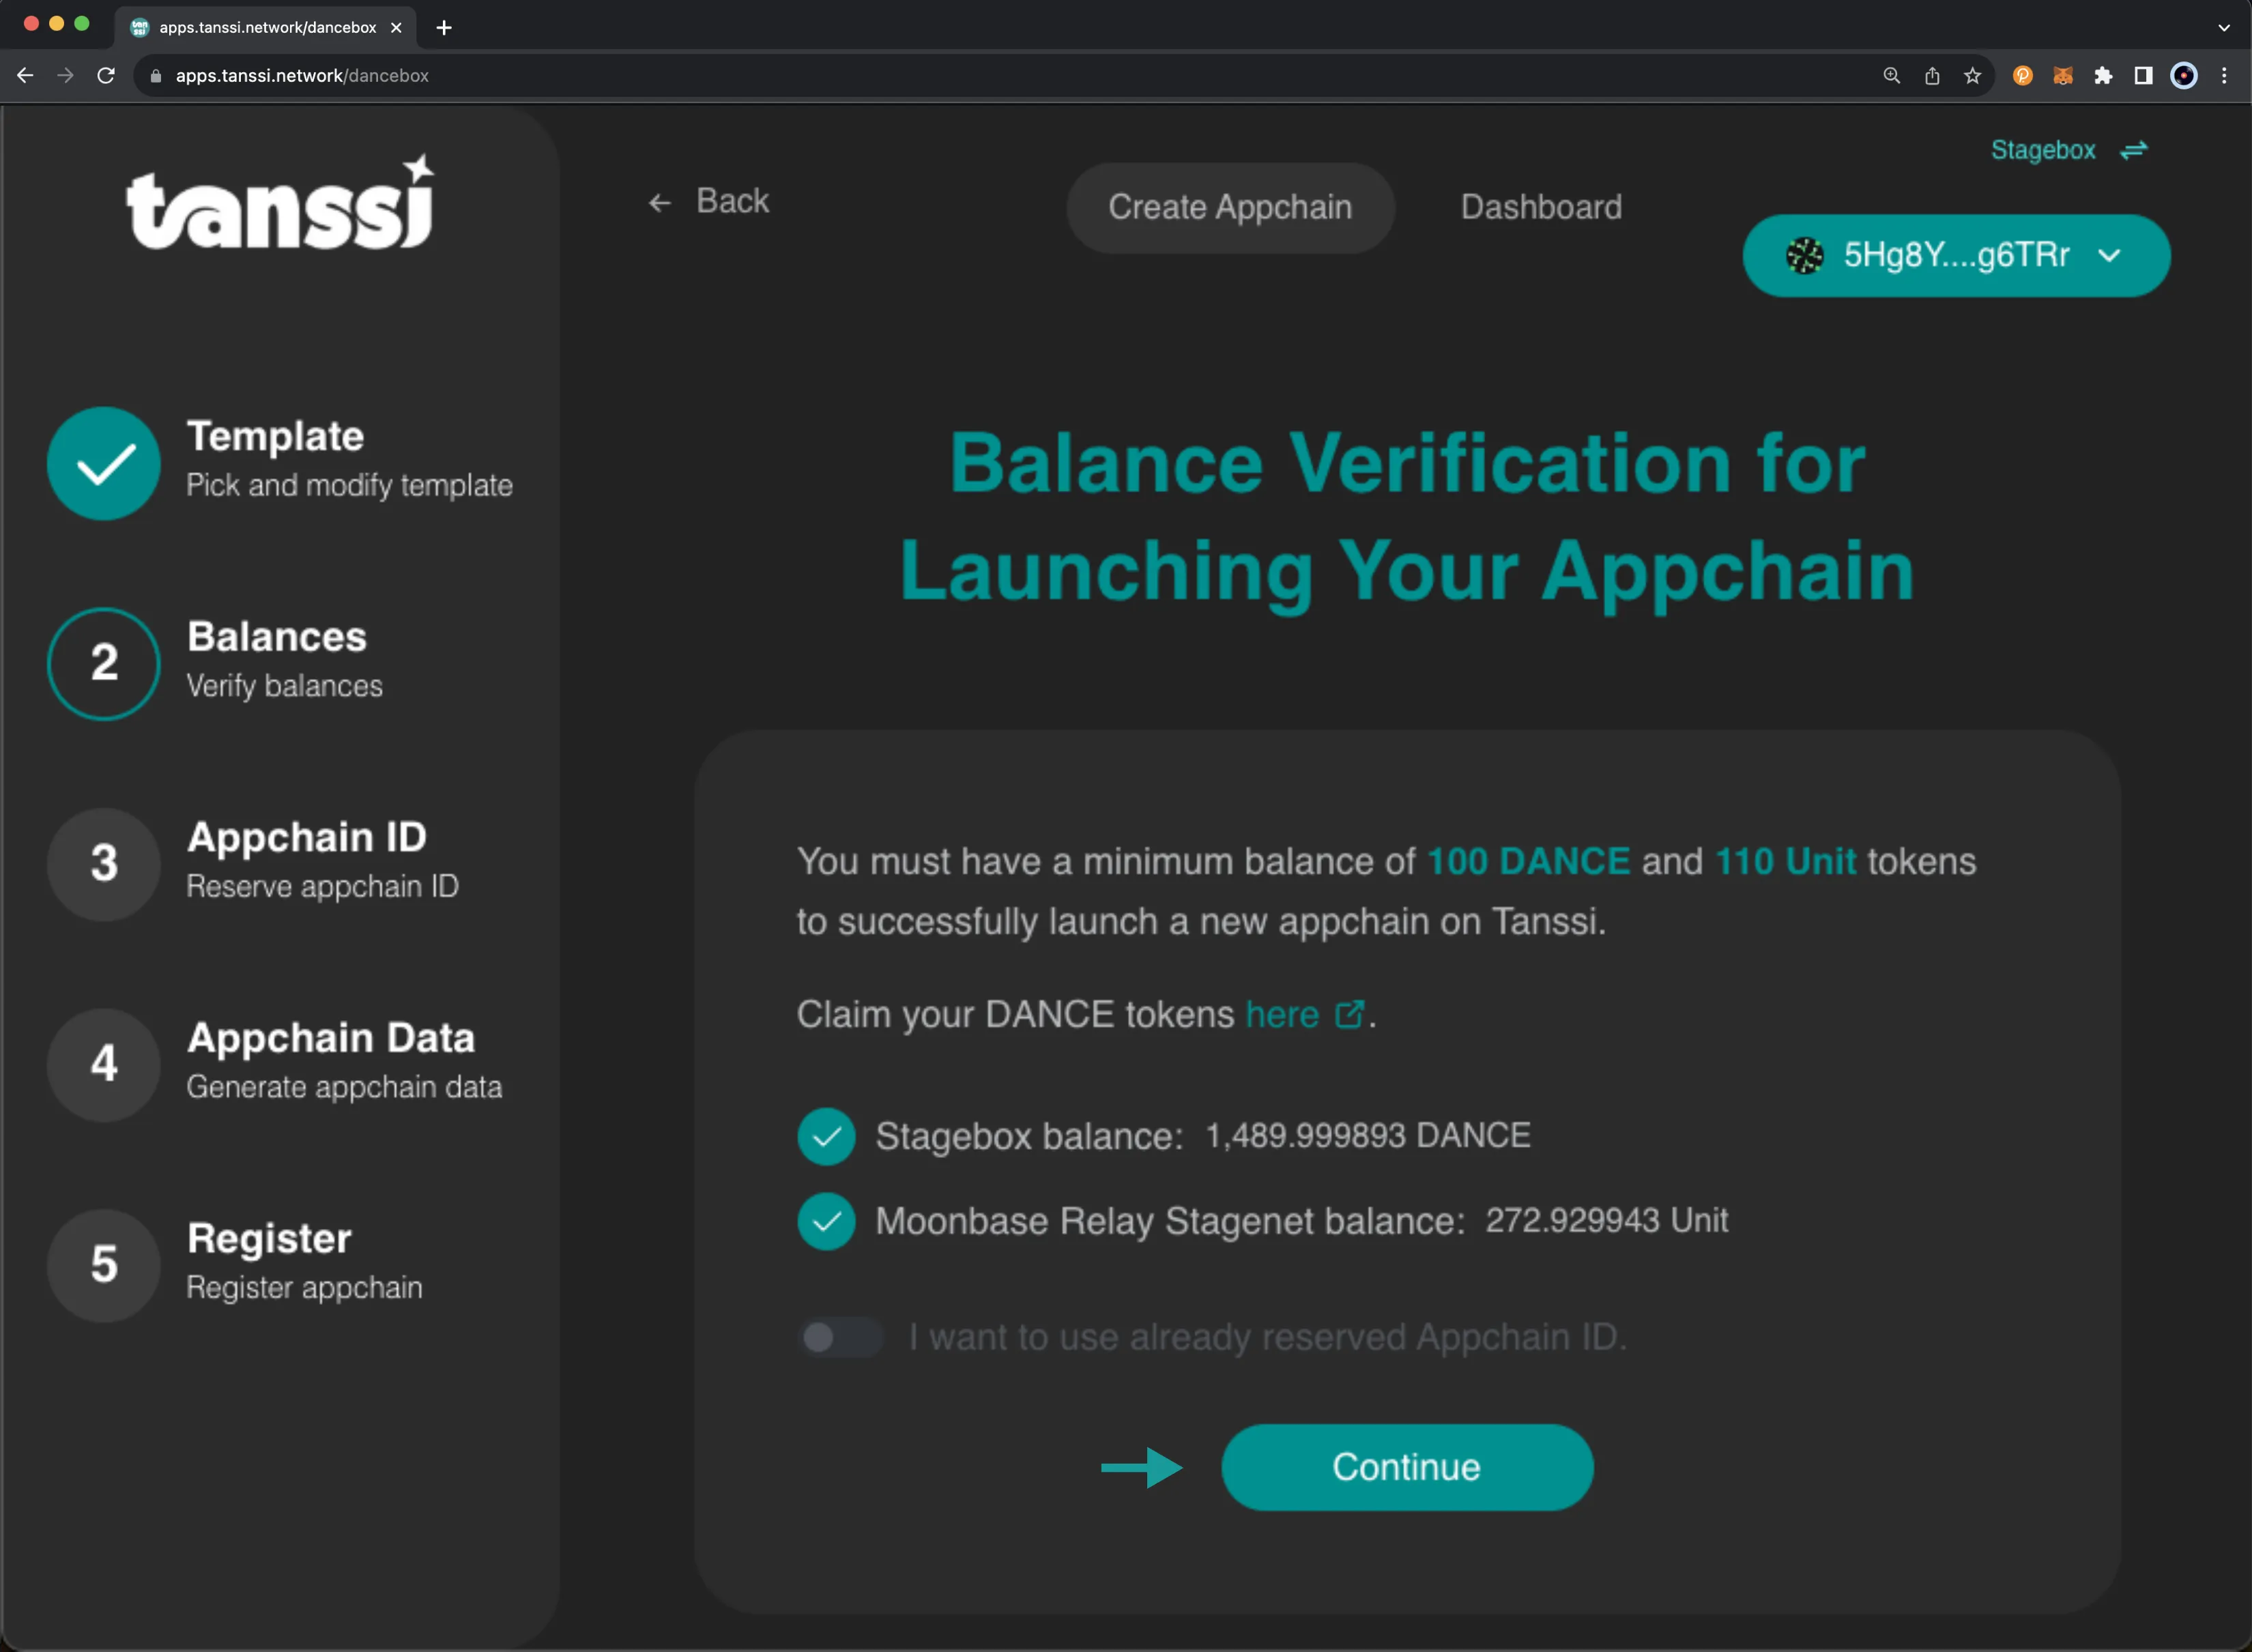 apps.tanssi.network/dancebox
apps.tanssi.network/dancebox
tanssi
Back
Create Appchain
Dashboard
Stagebox
5Hg8Y....g6TRr
Template
Pick and modify template
2
Balances
Verify balances
3
Appchain ID
Reserve appchain ID
4
Appchain Data
Generate appchain data
5
Register
Register appchain
Balance Verification for
Launching Your Appchain
You must have a minimum balance of 100 DANCE and 110 Unit tokens
to successfully launch a new appchain on Tanssi.
Claim your DANCE tokens here.
Stagebox balance: 1,489.999893 DANCE
Moonbase Relay Stagenet balance: 272.929943 Unit
I want to use already reserved Appchain ID.
Continue